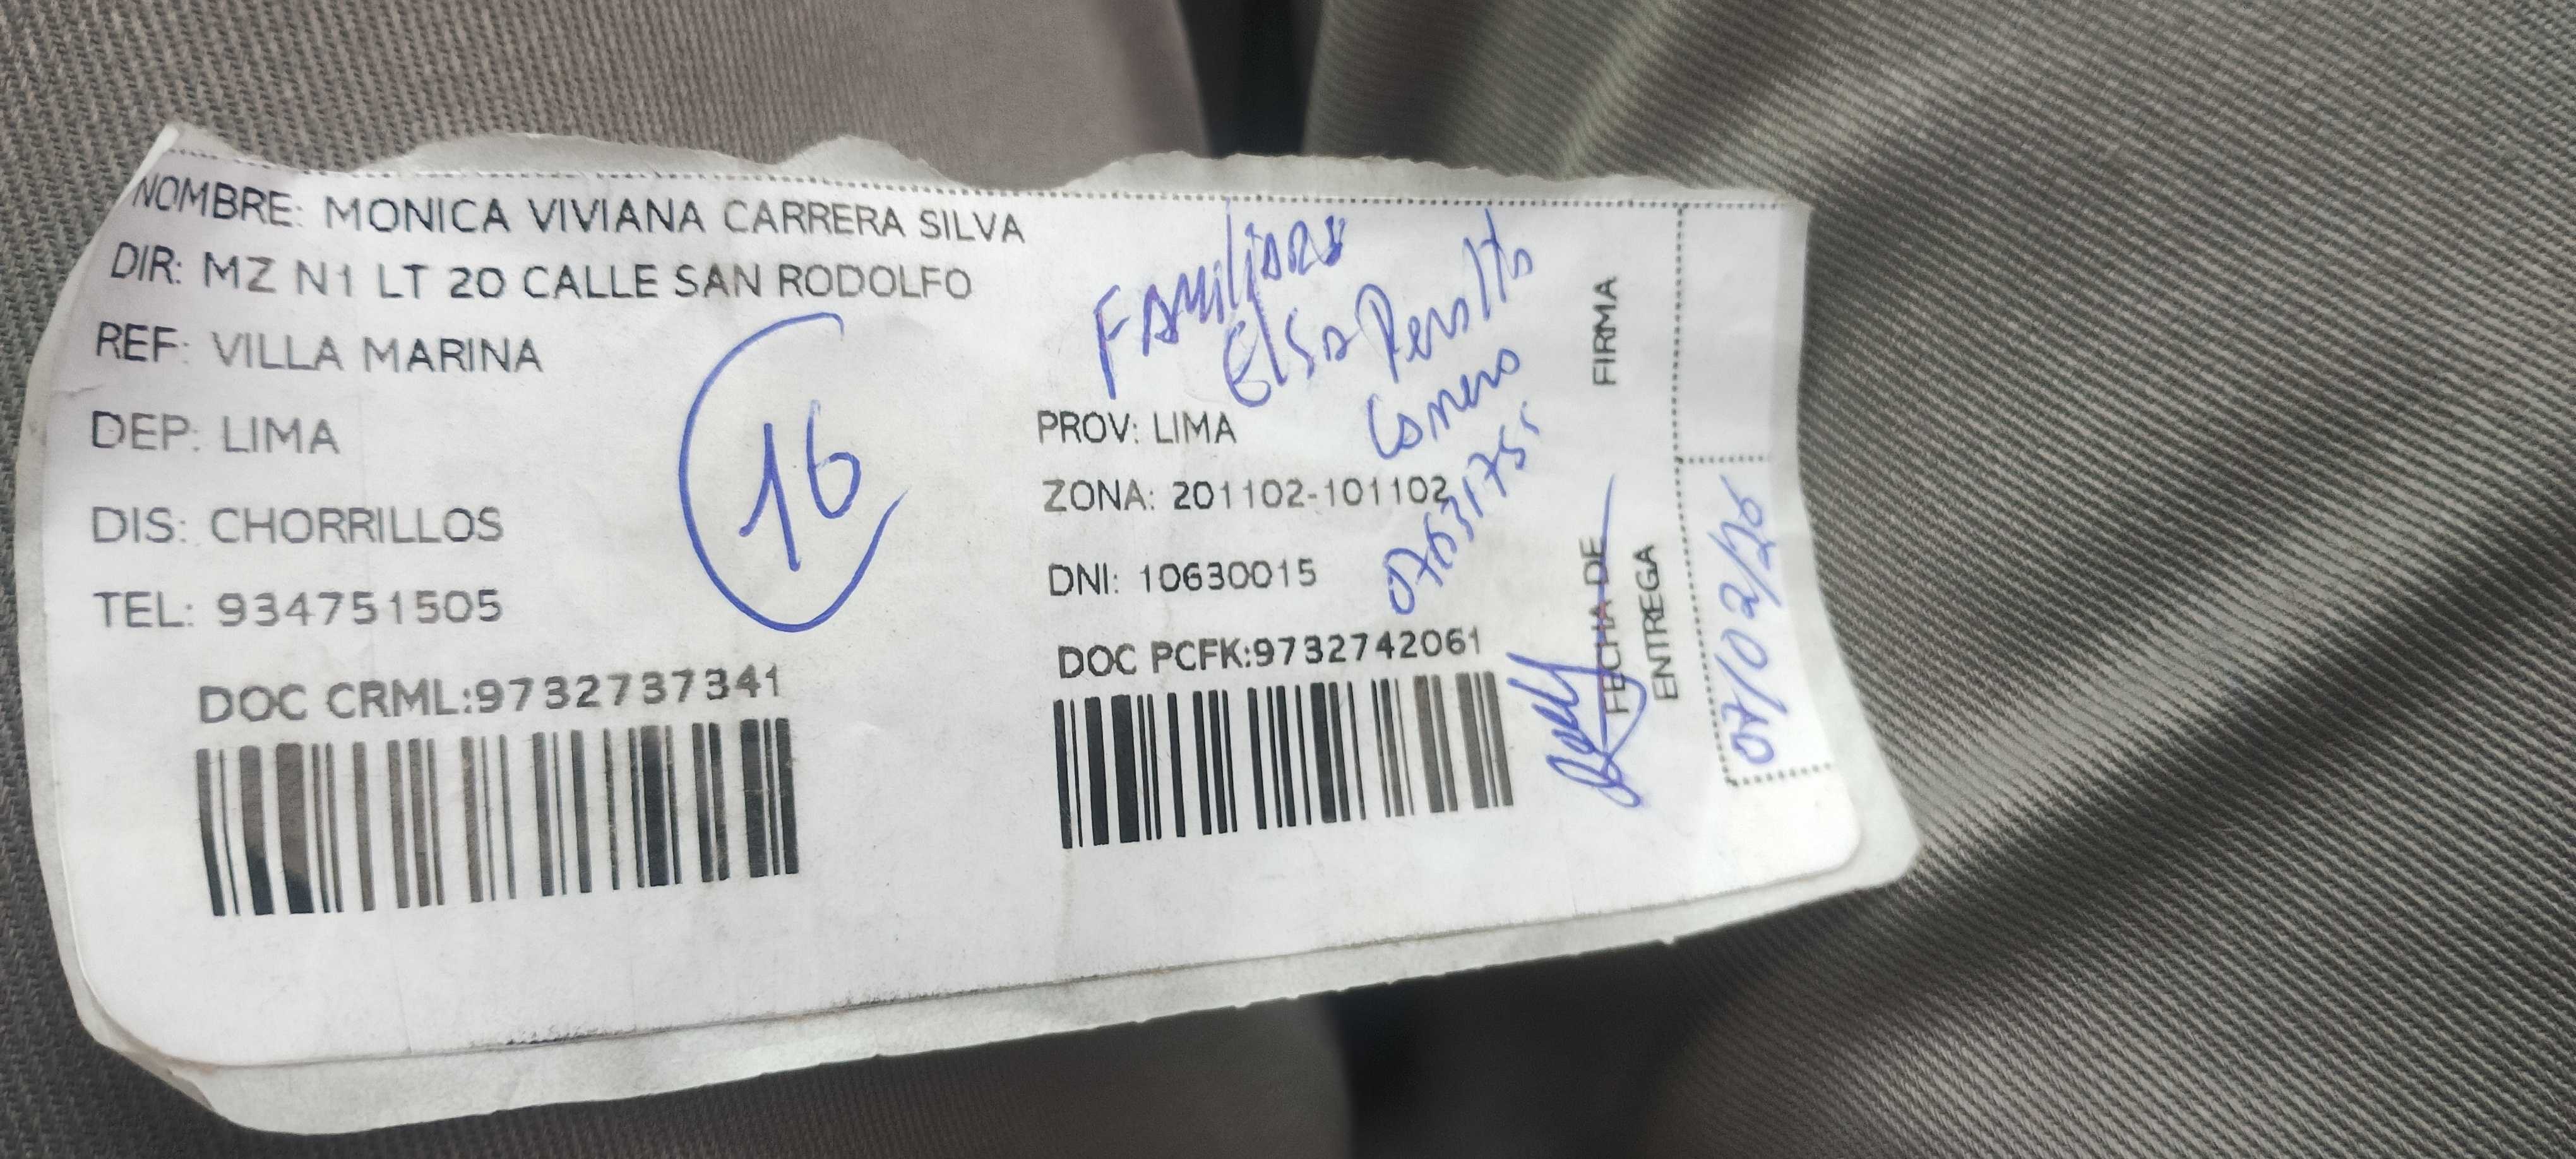 NOMBRE: MONICA VIVIANA CARRERA SILVA
DIR: MZ N1 LT 20 CALLE SAN RODOLFO
REF: VILLA MARINA
DEP: LIMA
PROV: LIMA
DIS: CHORRILLOS
ZONA: 201102-101102
TEL: 934751505
DNI: 10630015
DOC CRML:9732737341
DOC PCFK:9732742061
16
Familiar
Elsa Peralta
FIRMA
FECHA DE
ENTREGA
07/02/26